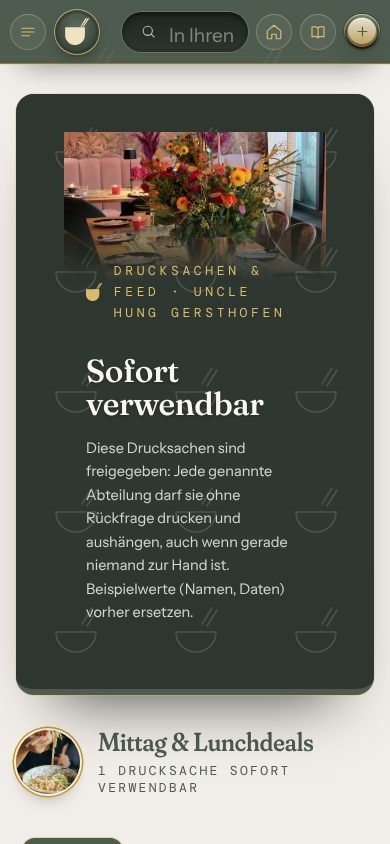 In Ihren
DRUCKSACHEN &
FEED · UNCLE
HUNG GERSTHOFEN
Sofort
verwendbar
Diese Drucksachen sind
freigegeben: Jede genannte
Abteilung darf sie ohne
Rückfrage drucken und
aushängen, auch wenn gerade
niemand zur Hand ist.
Beispielwerte (Namen, Daten)
vorher ersetzen.
Mittag & Lunchdeals
1 DRUCKSACHE SOFORT
VERWENDBAR